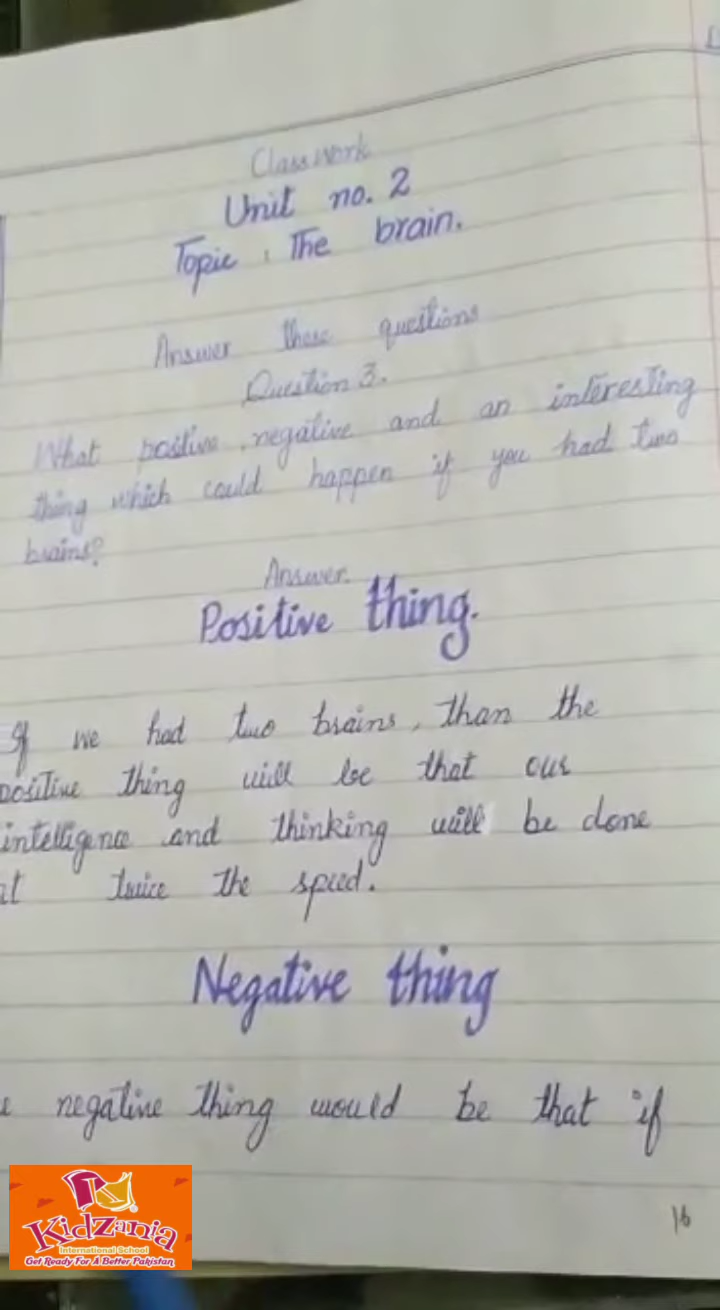 Class Work
Unit no. 2
Topic : The brain.
Answer these questions
Question 3.
What positive, negative and an interesting
thing which could happen if you had two
brains?
Answer.
Positive thing.
If we had two brains, than the
positive thing will be that our
intelligence and thinking will be done
at twice the speed.
Negative thing
negative thing would be that if
16
KidZania
International School
Get Ready For A Better Pakistan